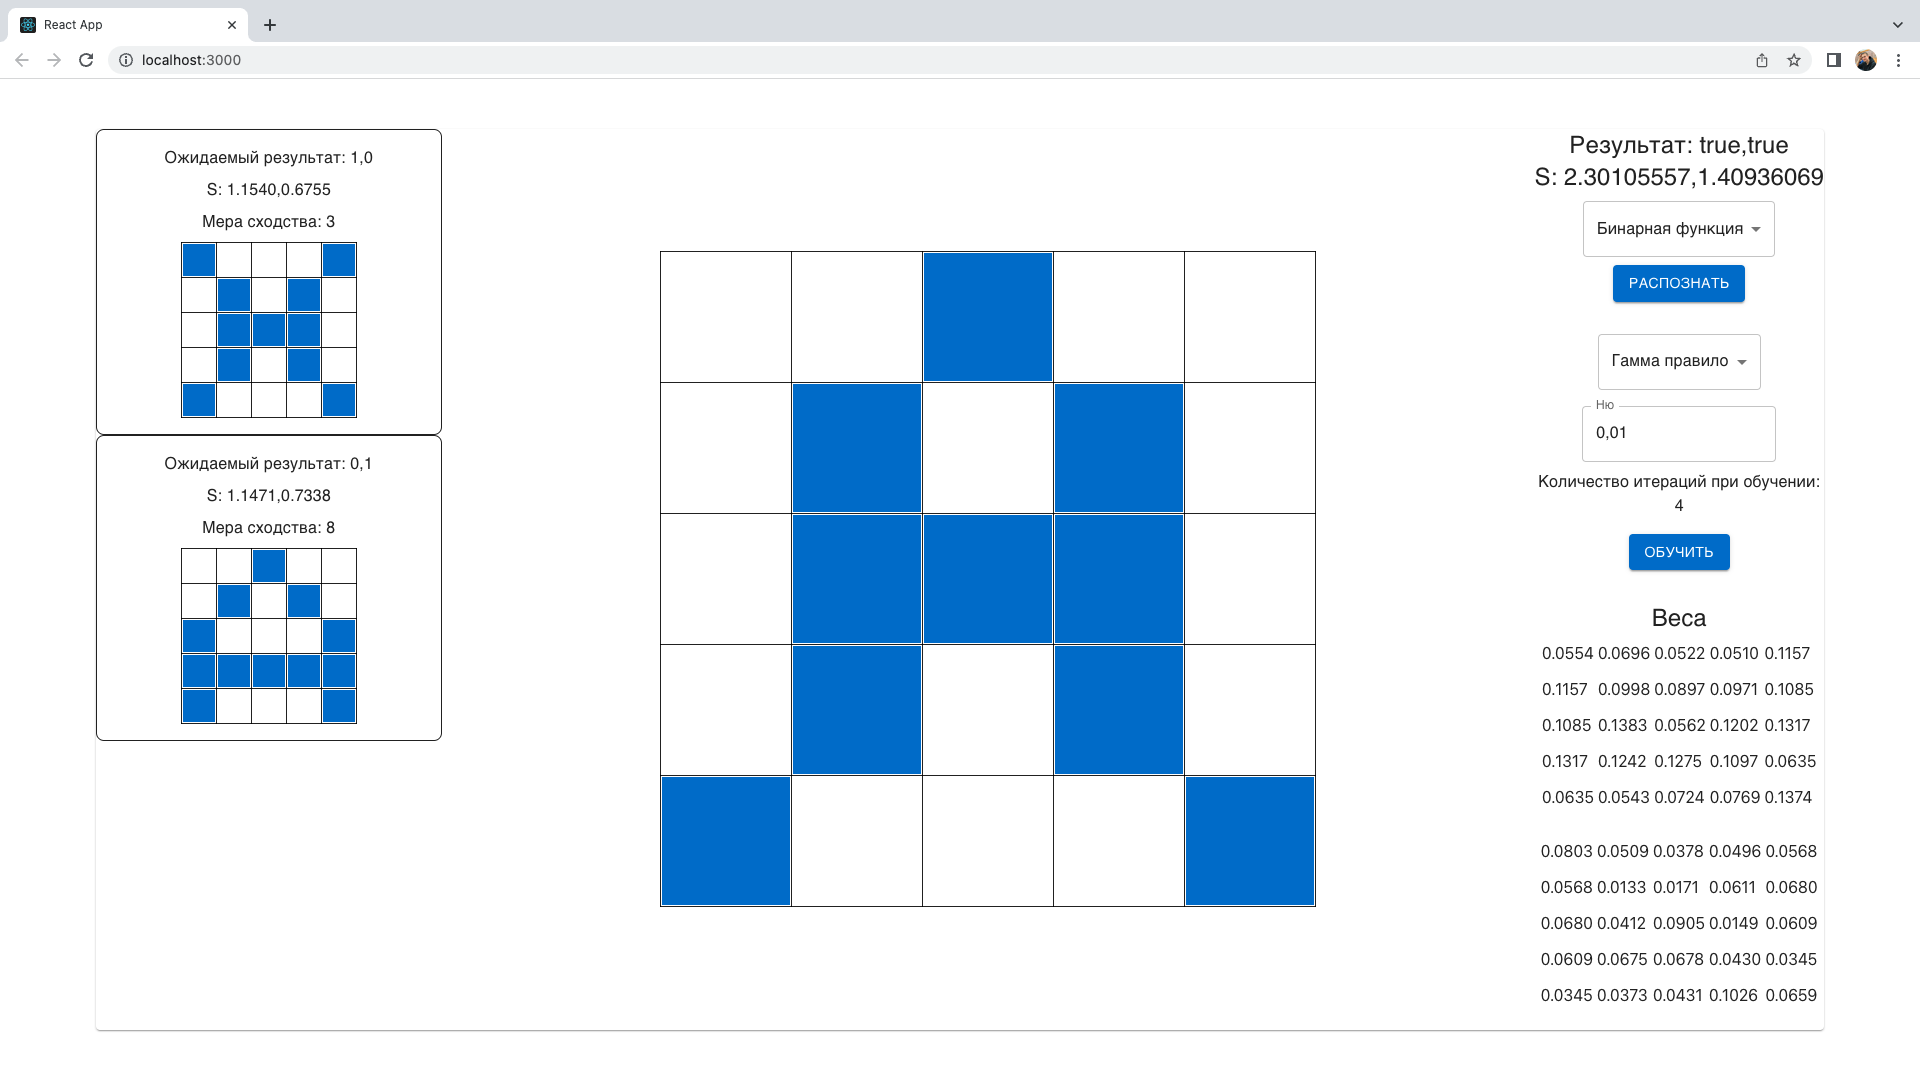 React App
localhost:3000
Ожидаемый результат: 1,0
S: 1.1540,0.6755
Мера сходства: 3
Ожидаемый результат: 0,1
S: 1.1471,0.7338
Мера сходства: 8
Результат: true,true
S: 2.30105557,1.40936069
Бинарная функция
РАСПОЗНАТЬ
Гамма правило
Ню
0,01
Количество итераций при обучении:
4
ОБУЧИТЬ
Веса
0.0554 0.0696 0.0522 0.0510 0.1157
0.1157 0.0998 0.0897 0.0971 0.1085
0.1085 0.1383 0.0562 0.1202 0.1317
0.1317 0.1242 0.1275 0.1097 0.0635
0.0635 0.0543 0.0724 0.0769 0.1374
0.0803 0.0509 0.0378 0.0496 0.0568
0.0568 0.0133 0.0171 0.0611 0.0680
0.0680 0.0412 0.0905 0.0149 0.0609
0.0609 0.0675 0.0678 0.0430 0.0345
0.0345 0.0373 0.0431 0.1026 0.0659